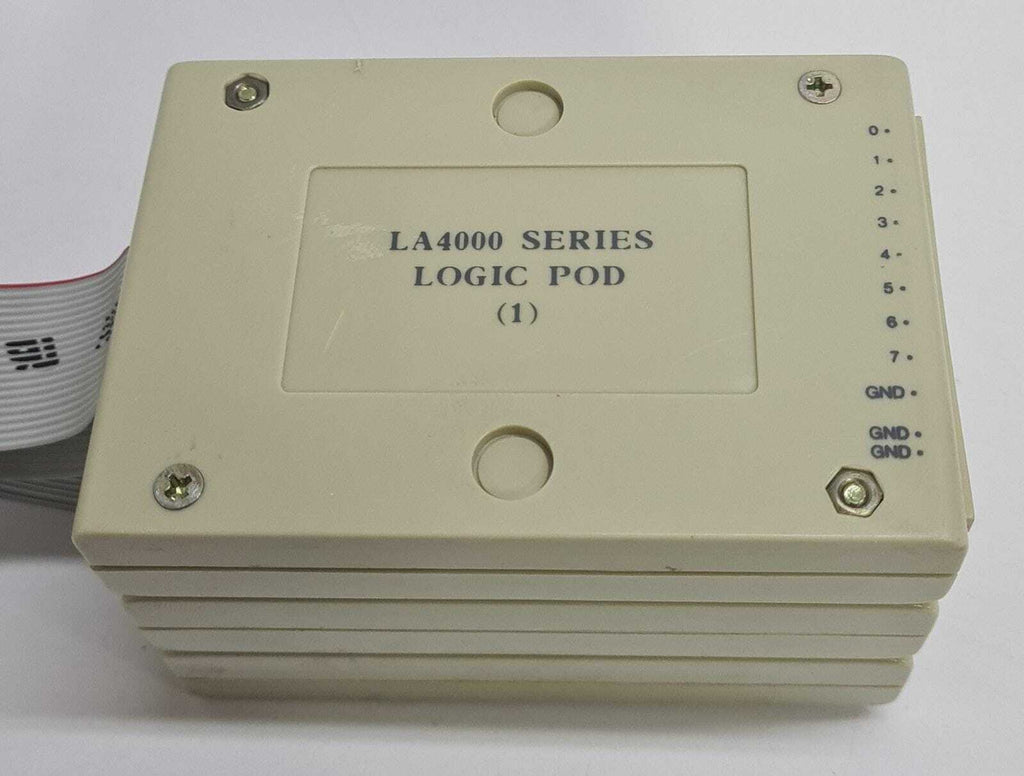 LA4000 SERIES
LOGIC POD
(1)
0
1
2
3
4
5
6
7
GND
GND
GND